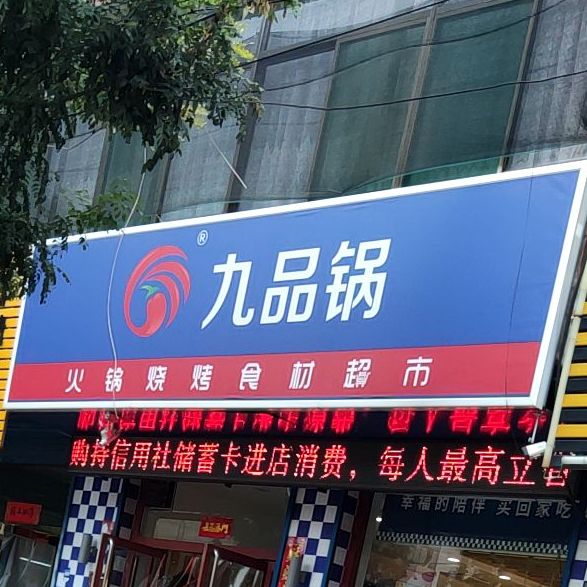 九品锅®
火锅烧烤食材超市
购持信用社储蓄卡进店消费，每人最高立省
幸福的陪伴 买回家吃